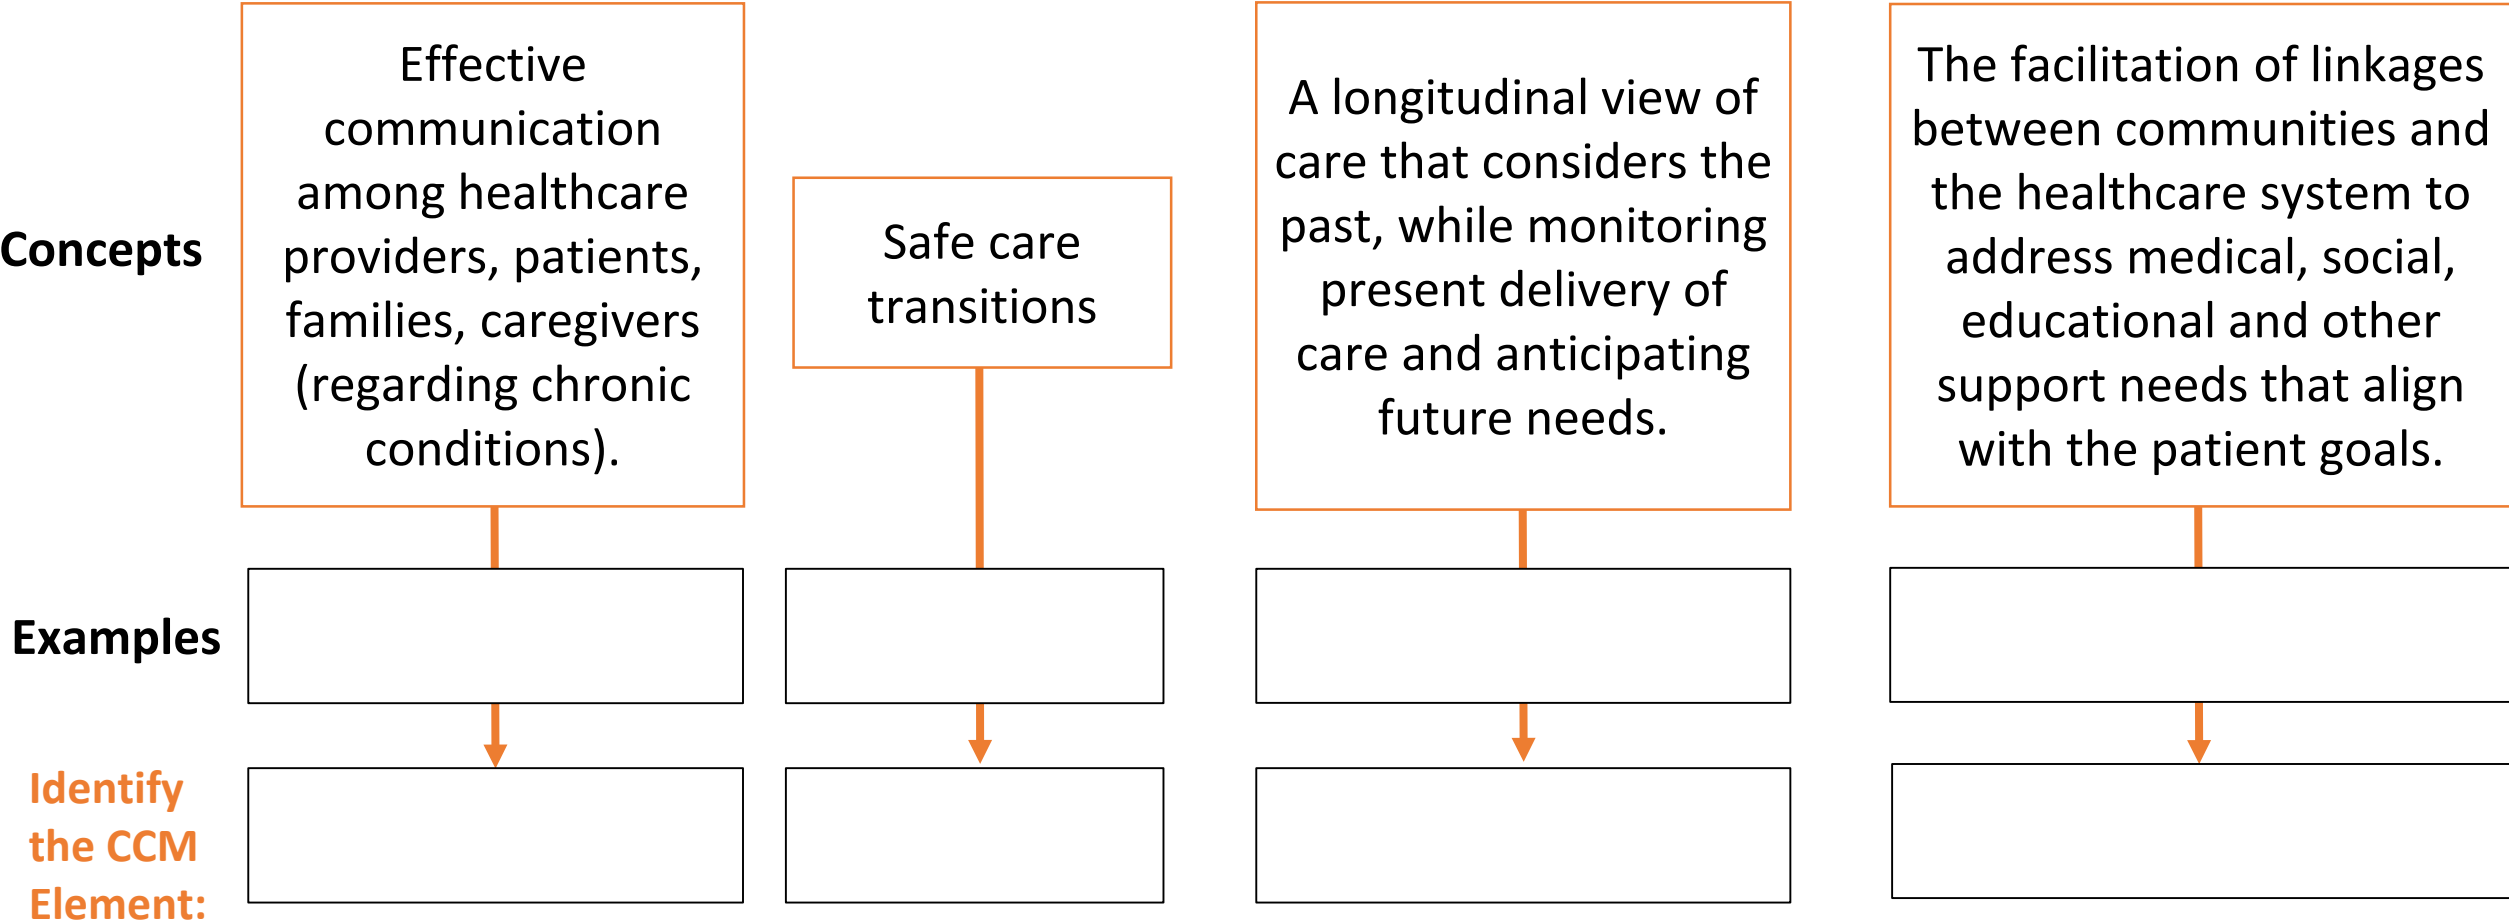 Concepts
Effective
communication
among healthcare
providers, patients,
families, caregivers
(regarding chronic
conditions).
Safe care
transitions
A longitudinal view of
care that considers the
past, while monitoring
present delivery of
care and anticipating
future needs.
The facilitation of linkages
between communities and
the healthcare system to
address medical, social,
educational and other
support needs that align
with the patient goals.
Examples
Identify
the CCM
Element: